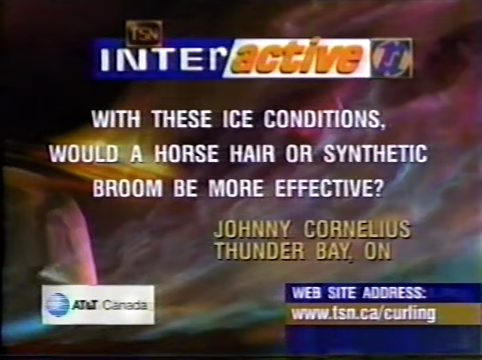 TSN
INTERactive
WITH THESE ICE CONDITIONS,
WOULD A HORSE HAIR OR SYNTHETIC
BROOM BE MORE EFFECTIVE?
JOHNNY CORNELIUS
THUNDER BAY, ON
AT&T Canada
WEB SITE ADDRESS:
www.tsn.ca/curling